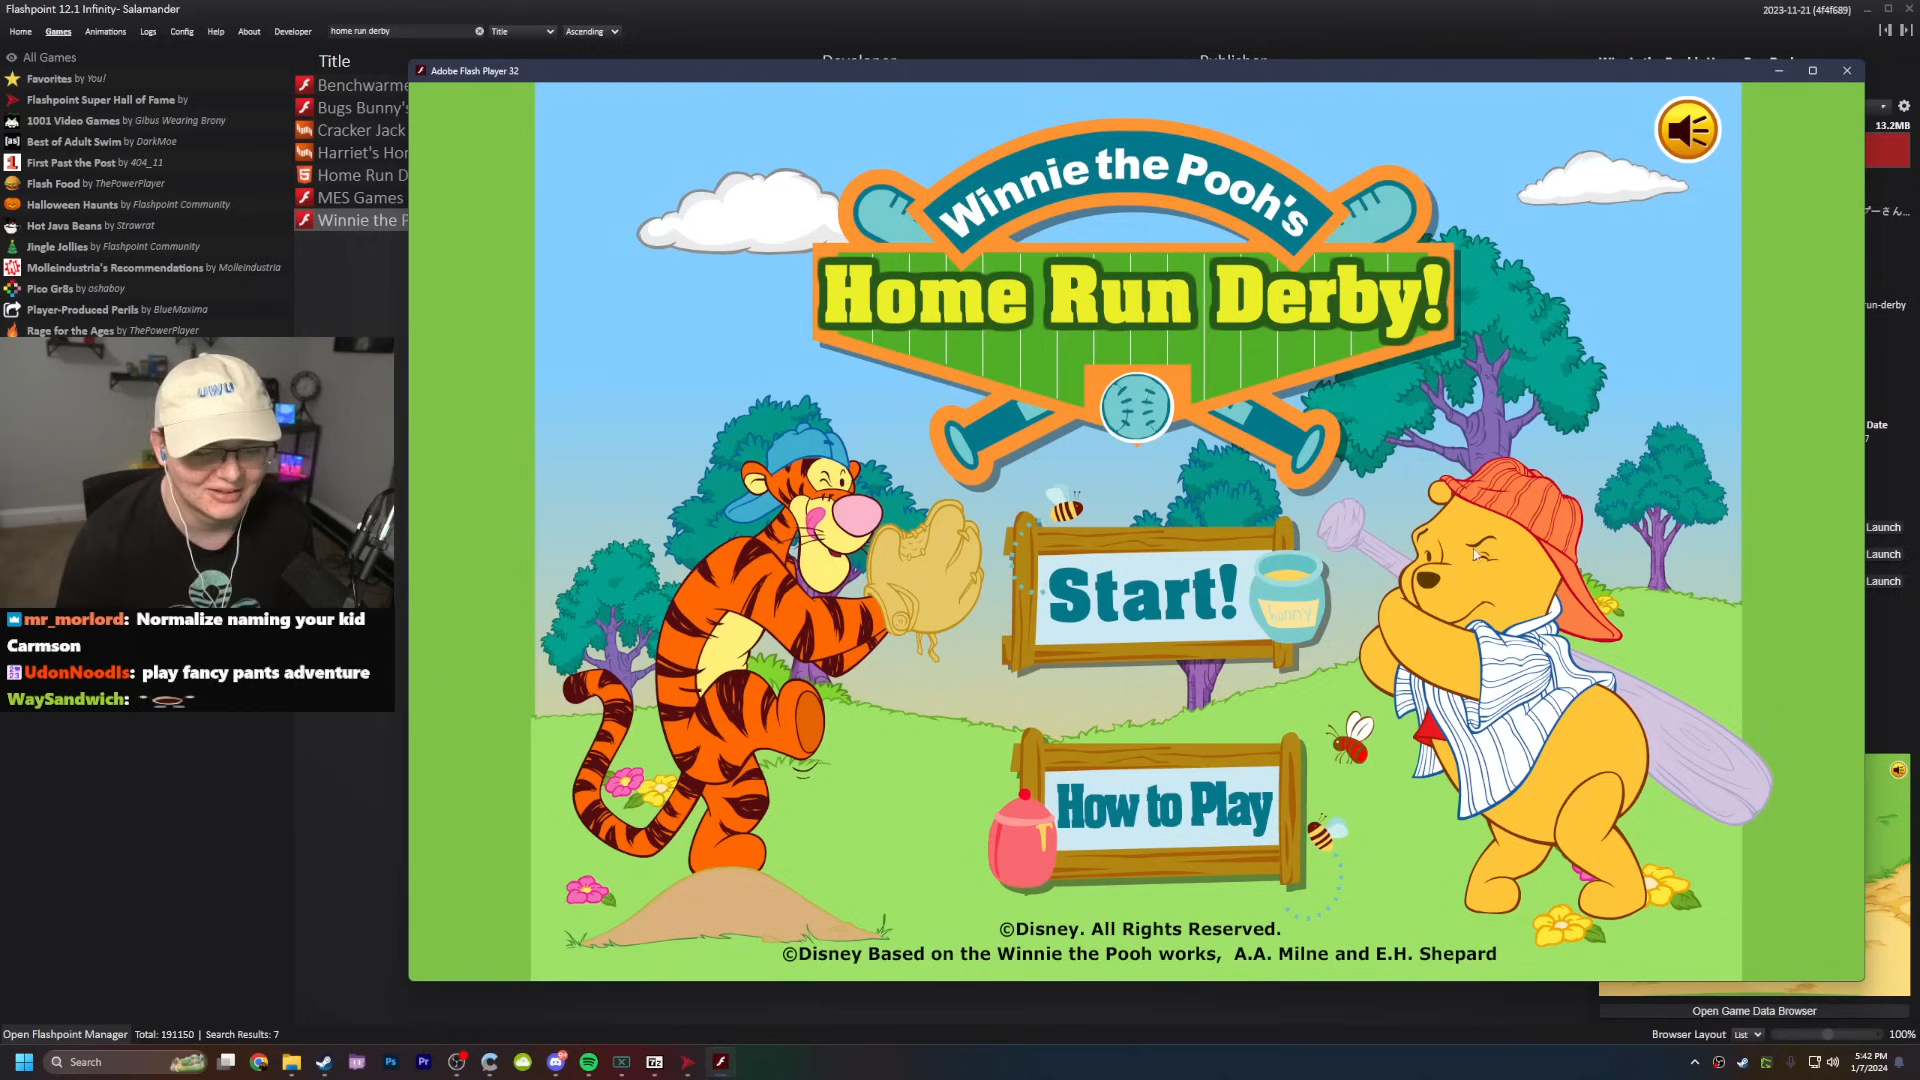 Flashpoint 12.1 Infinity- Salamander
2023-11-21 (4f4f689)
Home Games Animations Logs Config Help About Developer
home run derby
Title
Ascending
All Games
Favorites by You!
Flashpoint Super Hall of Fame by
1001 Video Games by Gibus Wearing Brony
Best of Adult Swim by DarkMoe
First Past the Post by 404_11
Flash Food by ThePowerPlayer
Halloween Haunts by Flashpoint Community
Hot Java Beans by Strawrat
Jingle Jollies by Flashpoint Community
Molleindustria's Recommendations by Molleindustria
Pico Gr8s by oshaboy
Player-Produced Perils by BlueMaxima
Rage for the Ages by ThePowerPlayer
Title
Benchwarme
Bugs Bunny's
Cracker Jack
Harriet's Hor
Home Run D
MES Games
Winnie the P
Adobe Flash Player 32
Winnie the Pooh's
Home Run Derby!
Start!
hunny
How to Play
©Disney. All Rights Reserved.
©Disney Based on the Winnie the Pooh works, A.A. Milne and E.H. Shepard
13.2MB
プーさん...
run-derby
Date
7
Launch
Launch
Launch
UWU
mr_morlord: Normalize naming your kid
Carmson
UdonNoodls: play fancy pants adventure
WaySandwich:
Open Game Data Browser
Open Flashpoint Manager Total: 191150 | Search Results: 7
Browser Layout List 100%
Search
5:42 PM
1/7/2024